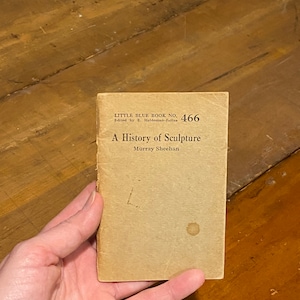 LITTLE BLUE BOOK NO. 466
Edited by E. Haldeman-Julius
A History of Sculpture
Murray Sheehan